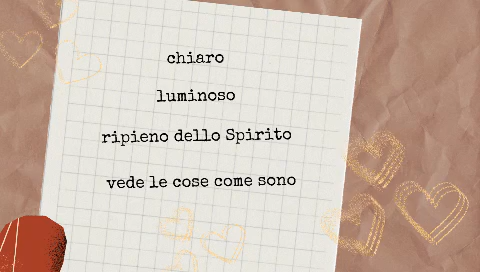 chiaro
luminoso
ripieno dello Spirito
vede le cose come sono